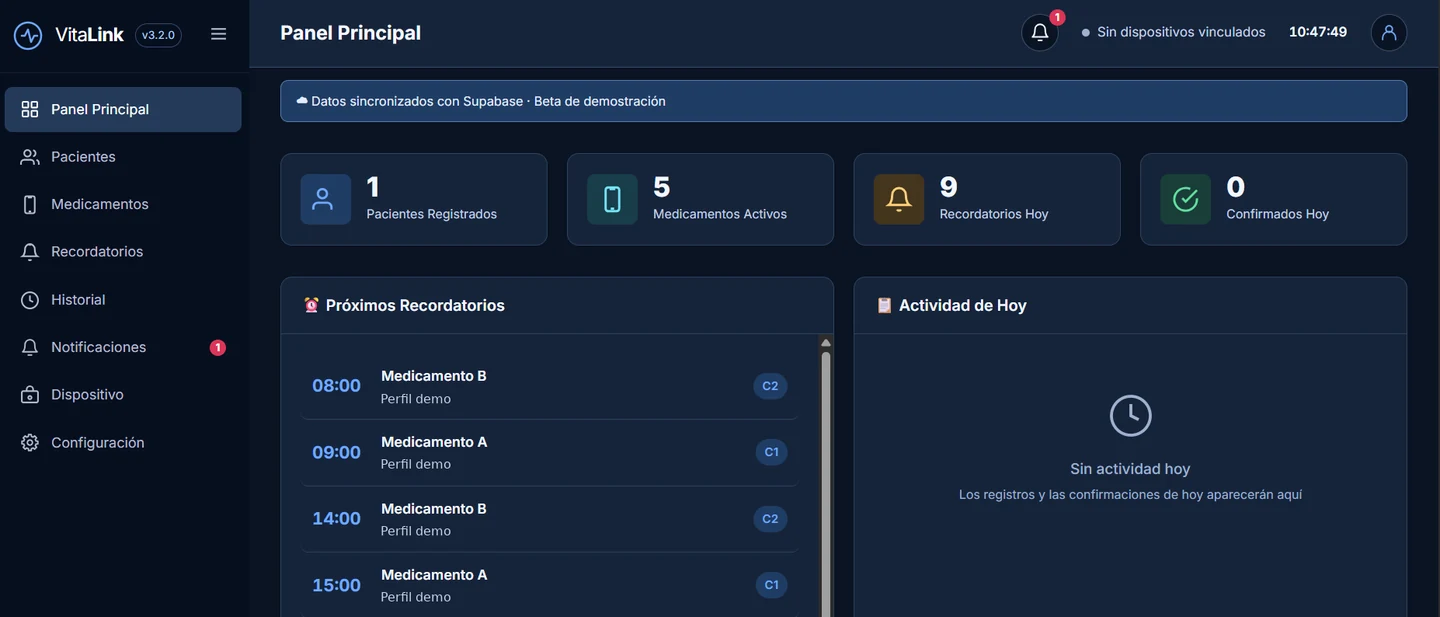 VitaLink v3.2.0
Panel Principal
Pacientes
Medicamentos
Recordatorios
Historial
Notificaciones 1
Dispositivo
Configuración
Panel Principal
1
Sin dispositivos vinculados
10:47:49
Datos sincronizados con Supabase · Beta de demostración
1
Pacientes Registrados
5
Medicamentos Activos
9
Recordatorios Hoy
0
Confirmados Hoy
Próximos Recordatorios
08:00
Medicamento B
Perfil demo
C2
09:00
Medicamento A
Perfil demo
C1
14:00
Medicamento B
Perfil demo
C2
15:00
Medicamento A
Perfil demo
C1
Actividad de Hoy
Sin actividad hoy
Los registros y las confirmaciones de hoy aparecerán aquí